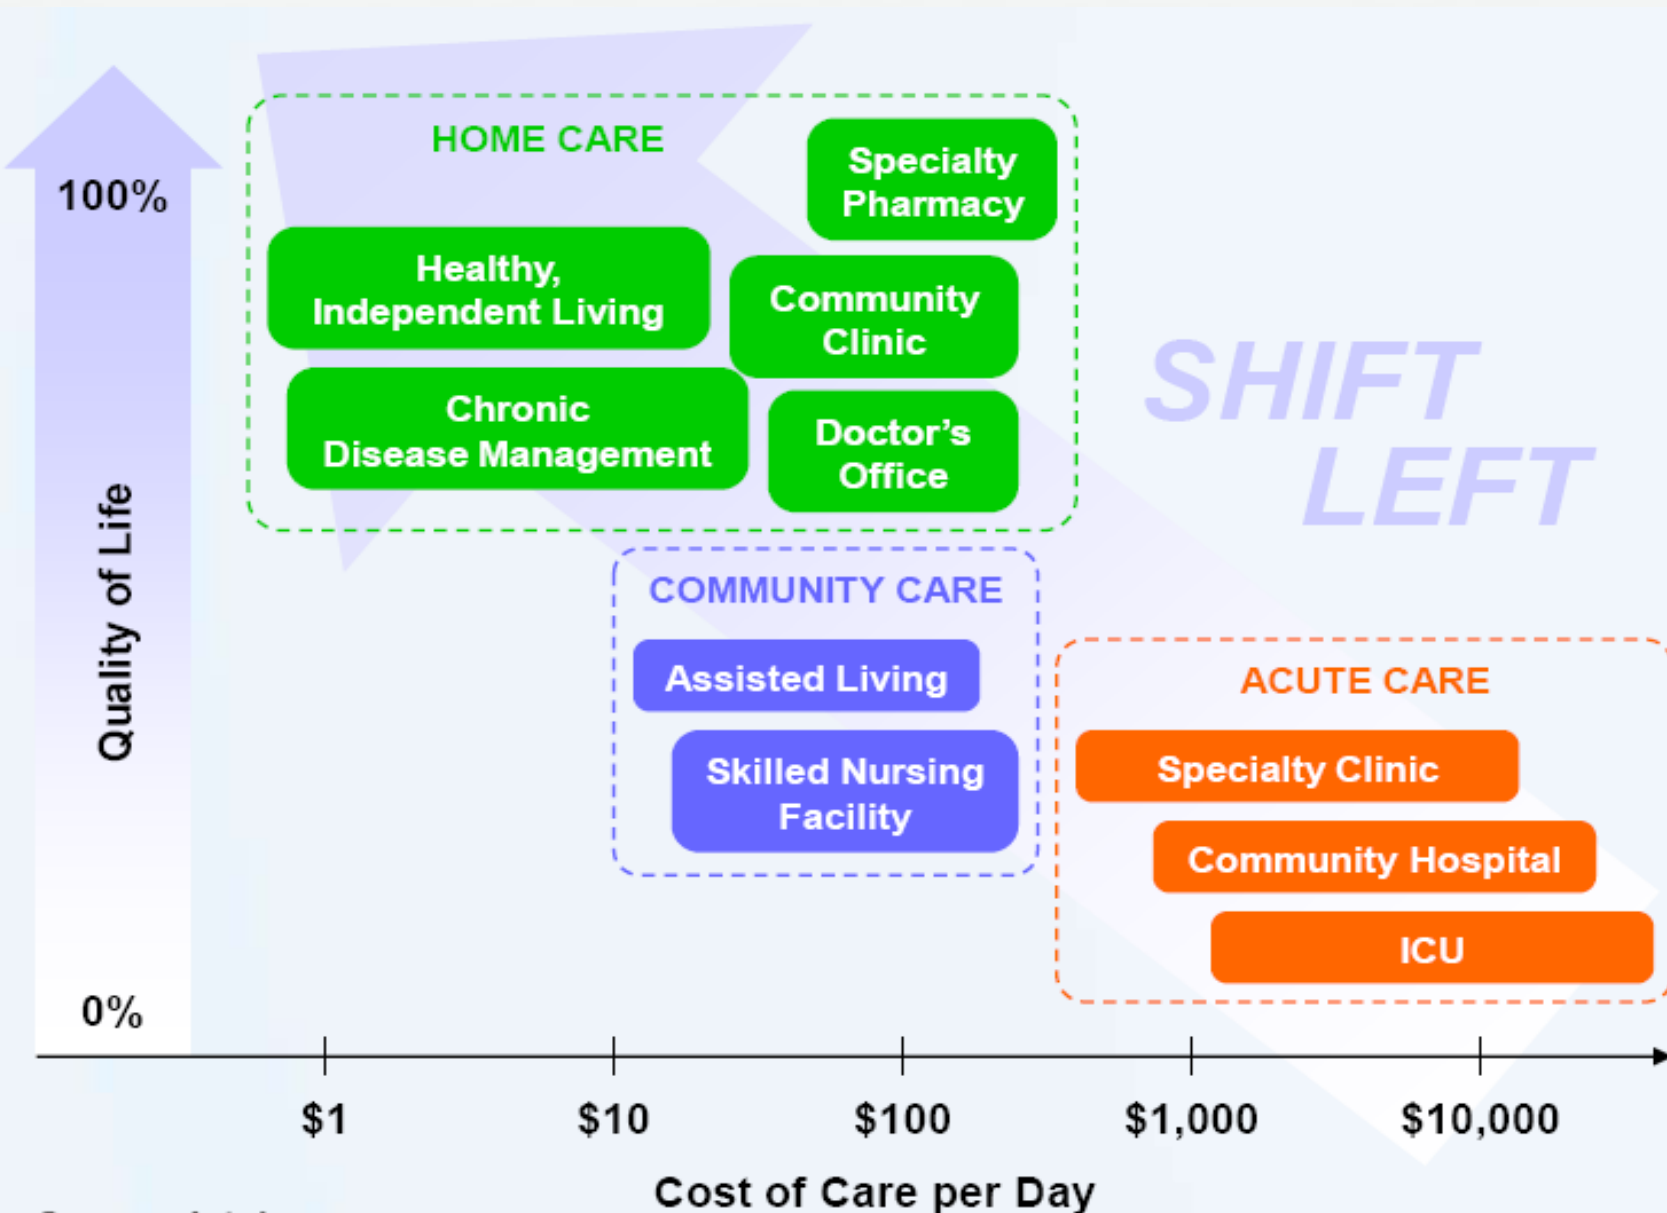 HOME CARE
Specialty
Pharmacy
100%
Healthy,
Independent Living
Community
Clinic
Chronic
Disease Management
Doctor's
Office
SHIFT
LEFT
Quality of Life
COMMUNITY CARE
Assisted Living
Skilled Nursing
Facility
ACUTE CARE
Specialty Clinic
Community Hospital
ICU
0%
$1
$10
$100
$1,000
$10,000
Cost of Care per Day